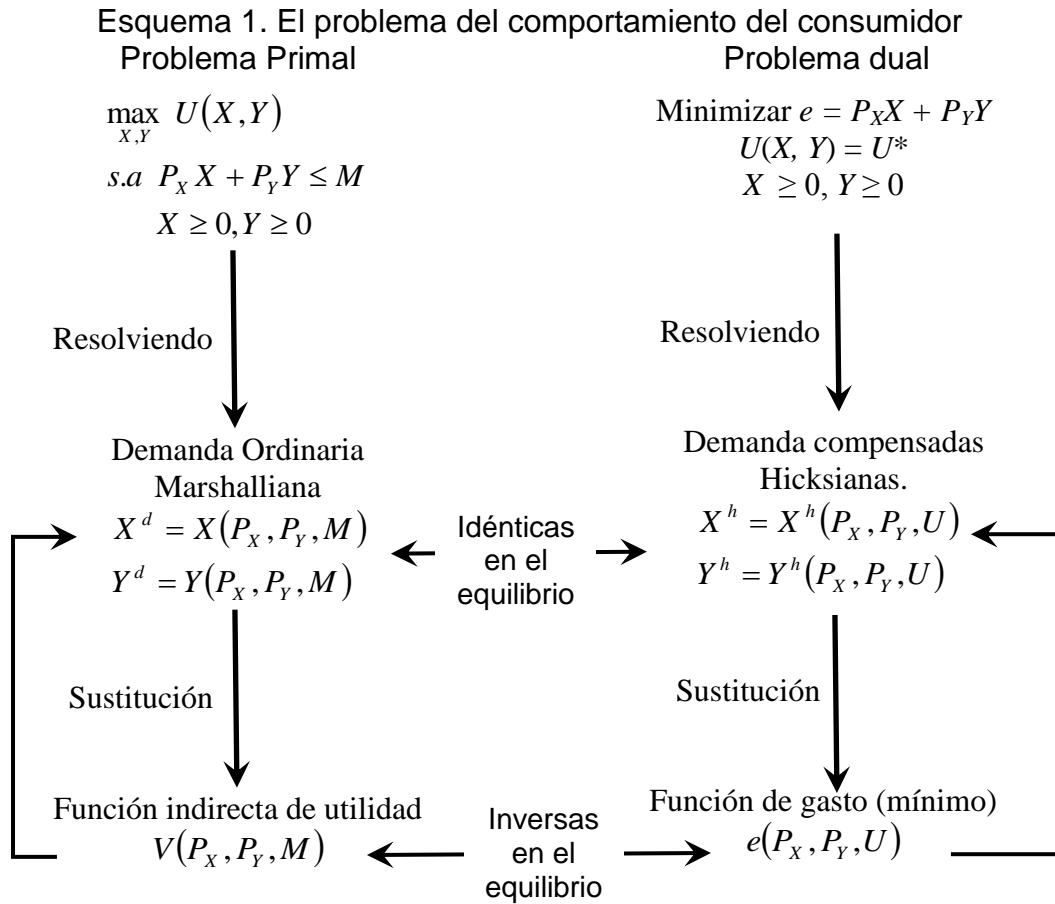 Esquema 1. El problema del comportamiento del consumidor
Problema Primal
max U(X,Y)
X,Y
s.a P_X X + P_Y Y ≤ M
X ≥ 0, Y ≥ 0
Resolviendo
Demanda Ordinaria
Marshalliana
X^d = X(P_X, P_Y, M)
Y^d = Y(P_X, P_Y, M)
Sustitución
Función indirecta de utilidad
V(P_X, P_Y, M)
Idénticas
en el
equilibrio
Inversas
en el
equilibrio
Problema dual
Minimizar e = P_X X + P_Y Y
U(X, Y) = U*
X ≥ 0, Y ≥ 0
Resolviendo
Demanda compensadas
Hicksianas.
X^h = X^h(P_X, P_Y, U)
Y^h = Y^h(P_X, P_Y, U)
Sustitución
Función de gasto (mínimo)
e(P_X, P_Y, U)